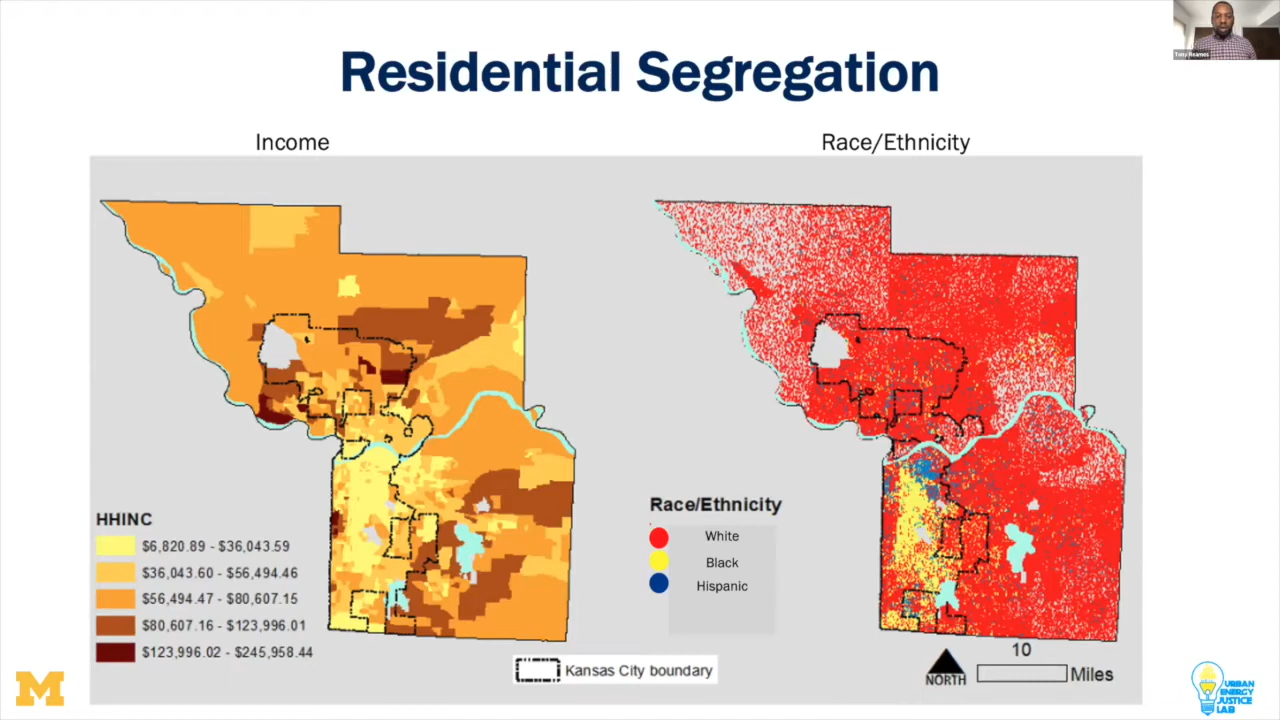 Tony Reames
Residential Segregation
Income
Race/Ethnicity
HHINC
$6,820.89 - $36,043.59
$36,043.60 - $56,494.46
$56,494.47 - $80,607.15
$80,607.16 - $123,996.01
$123,996.02 - $245,958.44
Race/Ethnicity
White
Black
Hispanic
Kansas City boundary
NORTH
10
Miles
M
URBAN
ENERGY
JUSTICE
LAB